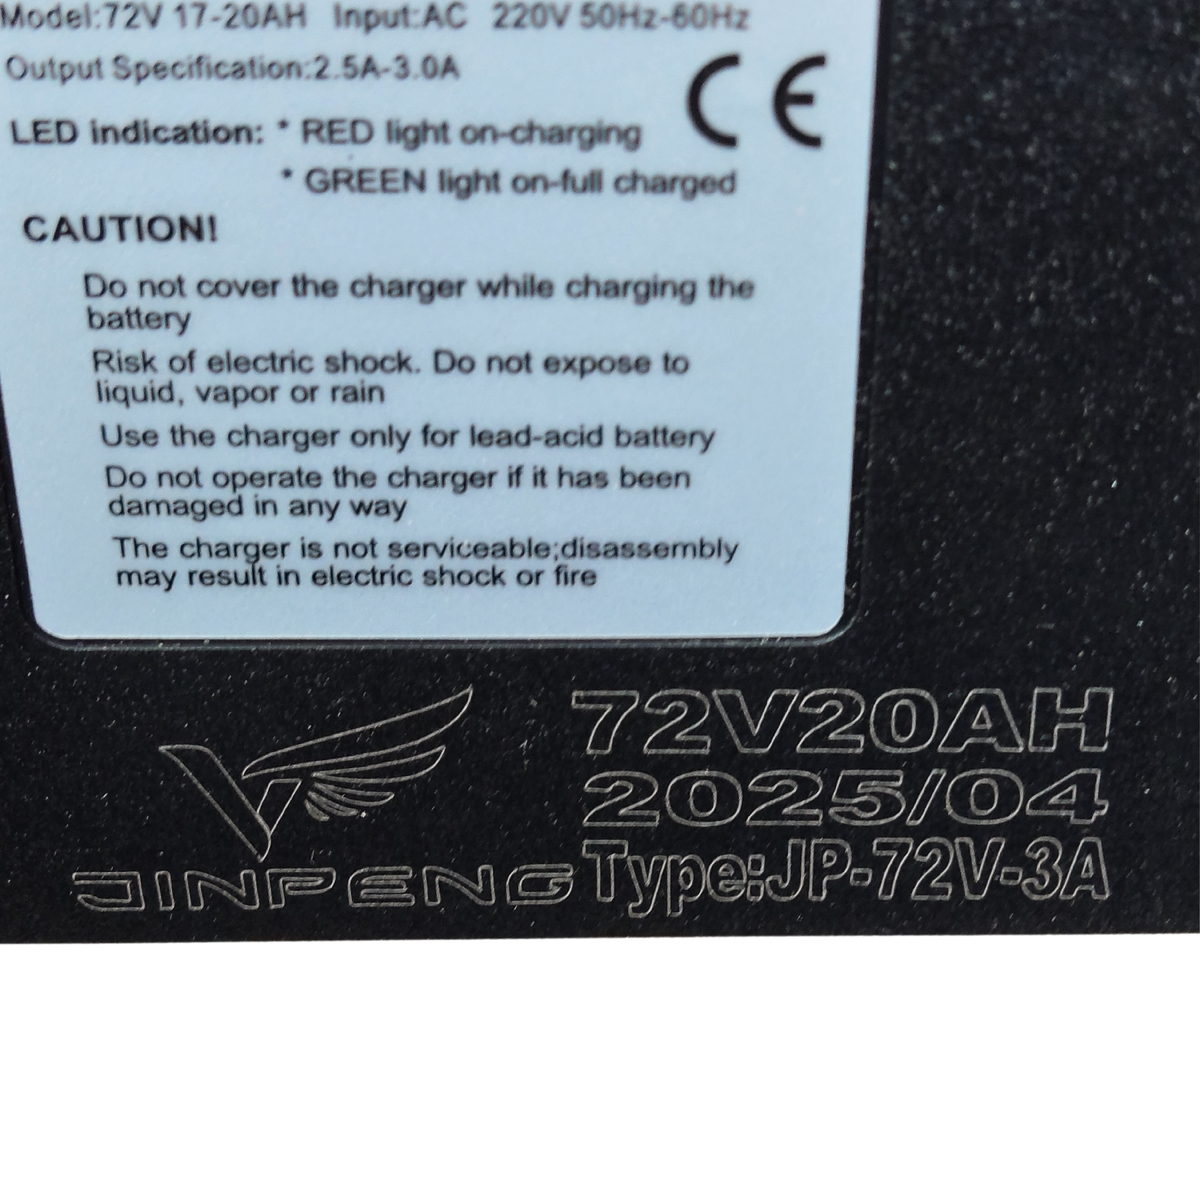 Model:72V 17-20AH Input:AC 220V 50Hz-60Hz
Output Specification:2.5A-3.0A
CE
LED indication: * RED light on-charging
* GREEN light on-full charged
CAUTION!
Do not cover the charger while charging the
battery
Risk of electric shock. Do not expose to
liquid, vapor or rain
Use the charger only for lead-acid battery
Do not operate the charger if it has been
damaged in any way
The charger is not serviceable;disassembly
may result in electric shock or fire
72V20AH
2025/04
JINPENG Type:JP-72V-3A